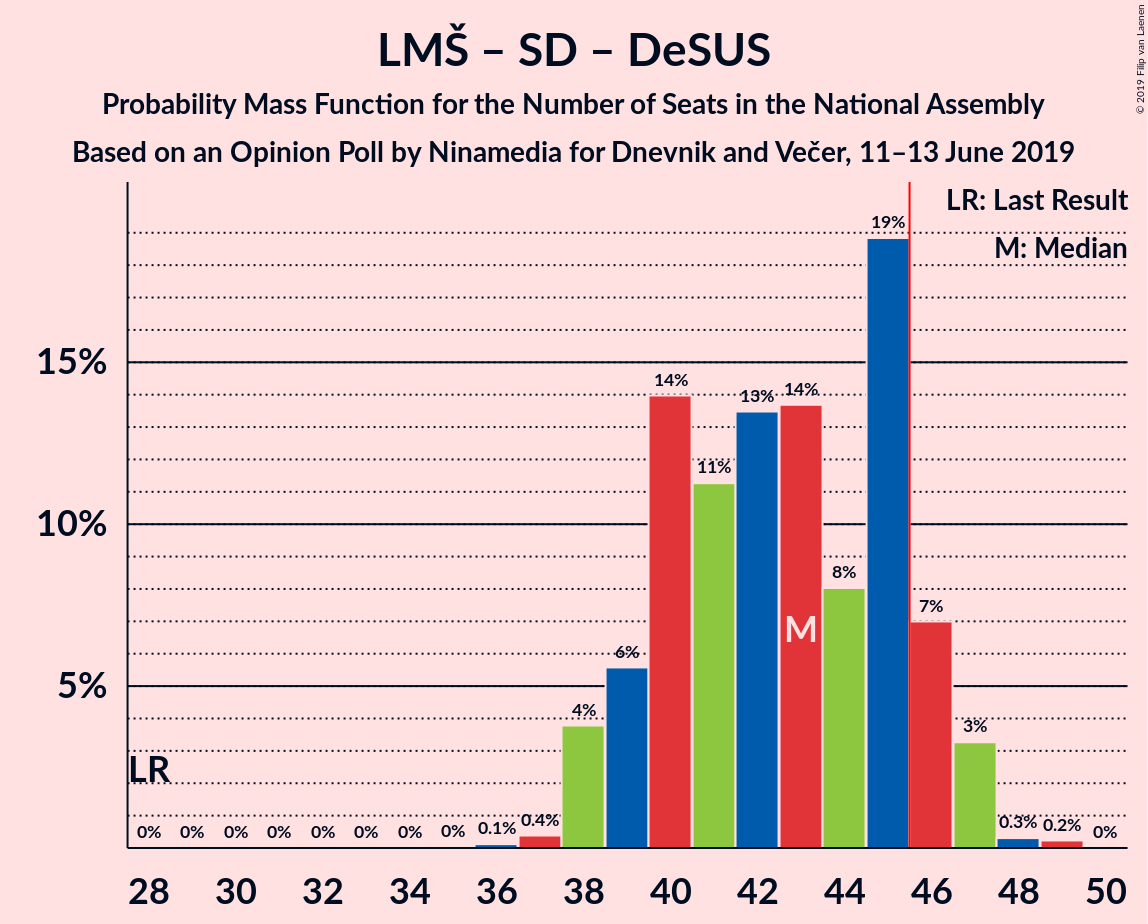 LMŠ – SD – DeSUS
Probability Mass Function for the Number of Seats in the National Assembly
Based on an Opinion Poll by Ninamedia for Dnevnik and Večer, 11–13 June 2019
© 2019 Filip van Laenen
LR: Last Result
M: Median
19%
15%
14%
13%
14%
11%
10%
8%
7%
M
6%
5%
4%
3%
LR
0%
0%
0%
0%
0%
0%
0%
0%
0.1%
0.4%
0.3%
0.2%
0%
28 30 32 34 36 38 40 42 44 46 48 50